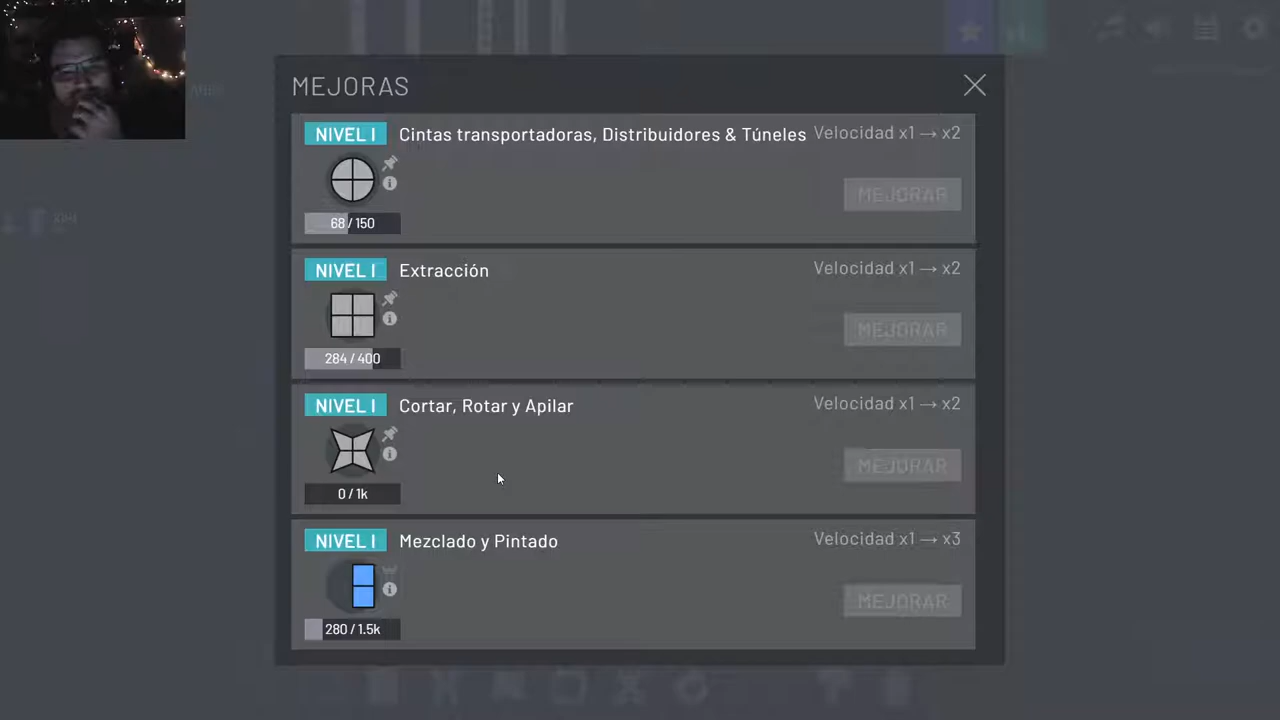 MEJORAS
NIVEL I Cintas transportadoras, Distribuidores & Túneles Velocidad x1 → x2
MEJORAR
68 / 150
NIVEL I Extracción Velocidad x1 → x2
MEJORAR
284 / 400
NIVEL I Cortar, Rotar y Apilar Velocidad x1 → x2
MEJORAR
0 / 1k
NIVEL I Mezclado y Pintado Velocidad x1 → x3
MEJORAR
280 / 1.5k